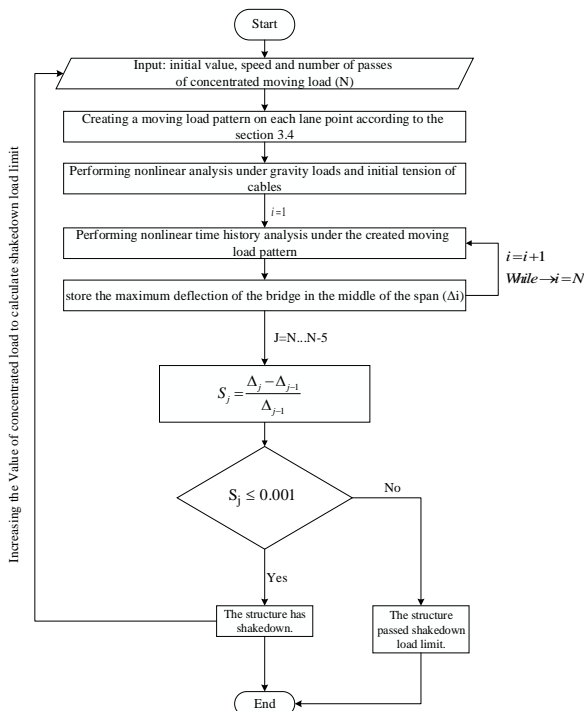 Start
Input: initial value, speed and number of passes
of concentrated moving load (N)
Creating a moving load pattern on each lane point according to the
section 3.4
Performing nonlinear analysis under gravity loads and initial tension of
cables
i=1
Performing nonlinear time history analysis under the created moving
load pattern
i=i+1
While→i=N
store the maximum deflection of the bridge in the middle of the span (Δi)
J=N...N-5
S_j = (Δ_j − Δ_{j−1}) / Δ_{j−1}
S_j ≤ 0.001
No
Yes
The structure has
shakedown.
The structure
passed shakedown
load limit.
End
Increasing the Value of concentrated load to calculate shakedown load limit